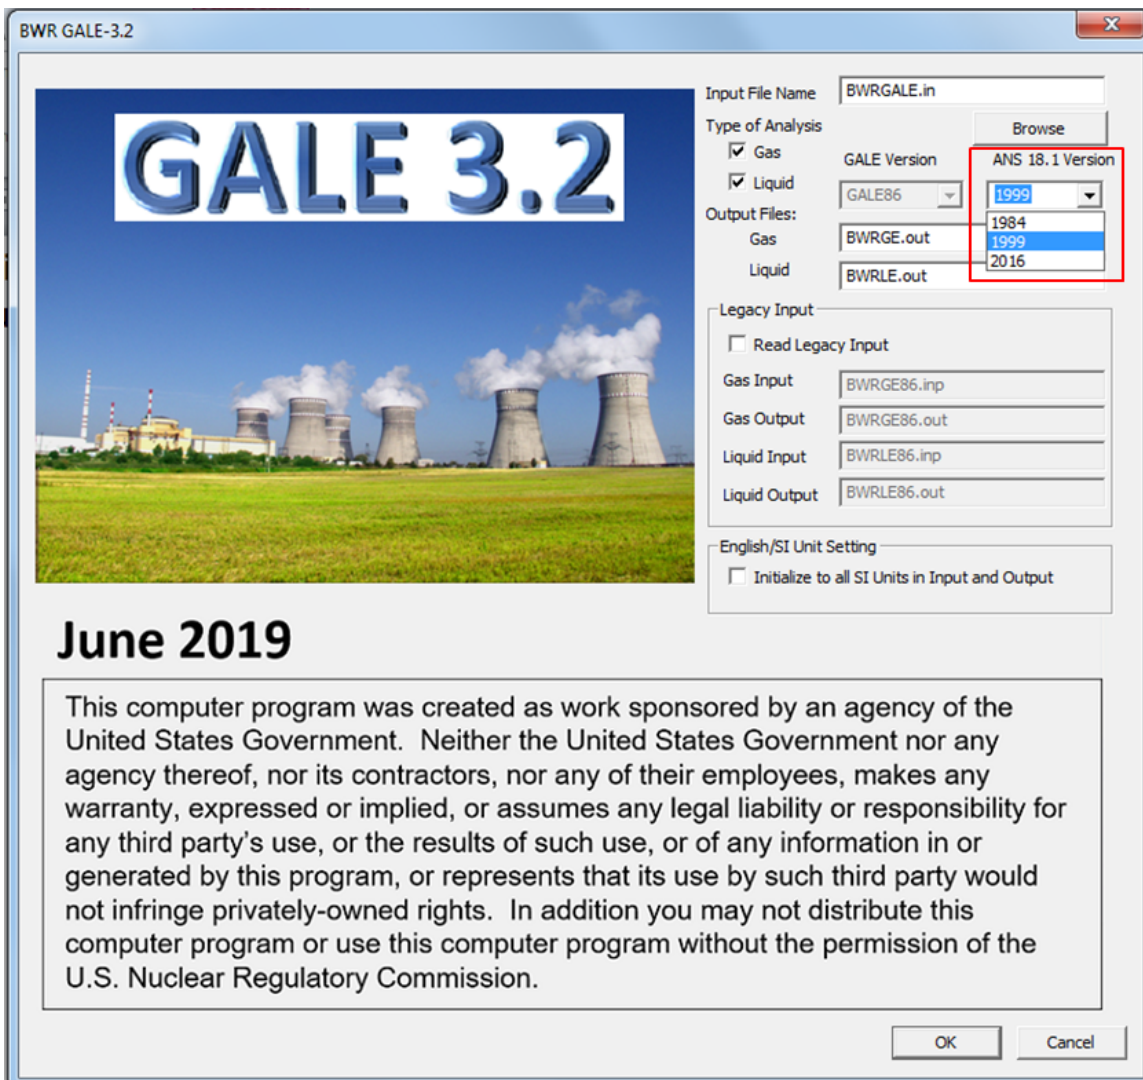 BWR GALE-3.2
GALE 3.2
Input File Name BWRGALE.in
Type of Analysis Browse
Gas GALE Version ANS 18.1 Version
Liquid GALE86 1999
1984
1999
2016
Output Files:
Gas BWRGE.out
Liquid BWRLE.out
Legacy Input
Read Legacy Input
Gas Input BWRGE86.inp
Gas Output BWRGE86.out
Liquid Input BWRLE86.inp
Liquid Output BWRLE86.out
English/SI Unit Setting
Initialize to all SI Units in Input and Output
June 2019
This computer program was created as work sponsored by an agency of the
United States Government. Neither the United States Government nor any
agency thereof, nor its contractors, nor any of their employees, makes any
warranty, expressed or implied, or assumes any legal liability or responsibility for
any third party's use, or the results of such use, or of any information in or
generated by this program, or represents that its use by such third party would
not infringe privately-owned rights. In addition you may not distribute this
computer program or use this computer program without the permission of the
U.S. Nuclear Regulatory Commission.
OK Cancel